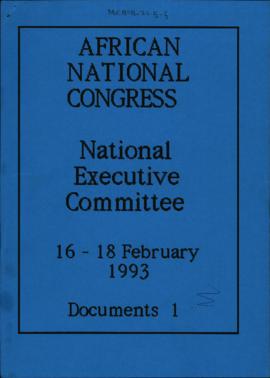 AFRICAN
NATIONAL
CONGRESS
National
Executive
Committee
16 - 18 February
1993
Documents 1